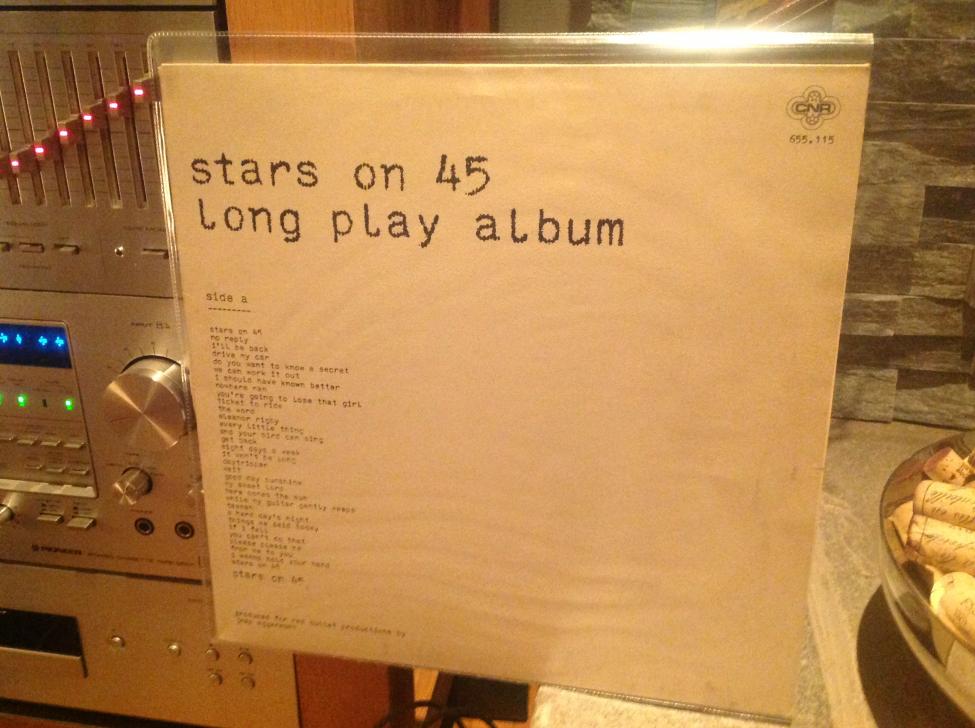 CNR
655.115
stars on 45
long play album
side a
stars on 45
no reply
i'll be back
drive my car
do you want to know a secret
we can work it out
i should have known better
nowhere man
you're going to lose that girl
ticket to ride
the word
eleanor rigby
every little thing
and your bird can sing
get back
eight days a week
it won't be long
daytripper
wait
good day sunshine
my sweet lord
here comes the sun
while my guitar gently weeps
taxman
a hard day's night
things we said today
if i fell
you can't do that
please please me
from me to you
i wanna hold your hand
stars on 45
stars on 45
produced for red bullet productions by
jaap eggermont
PIONEER